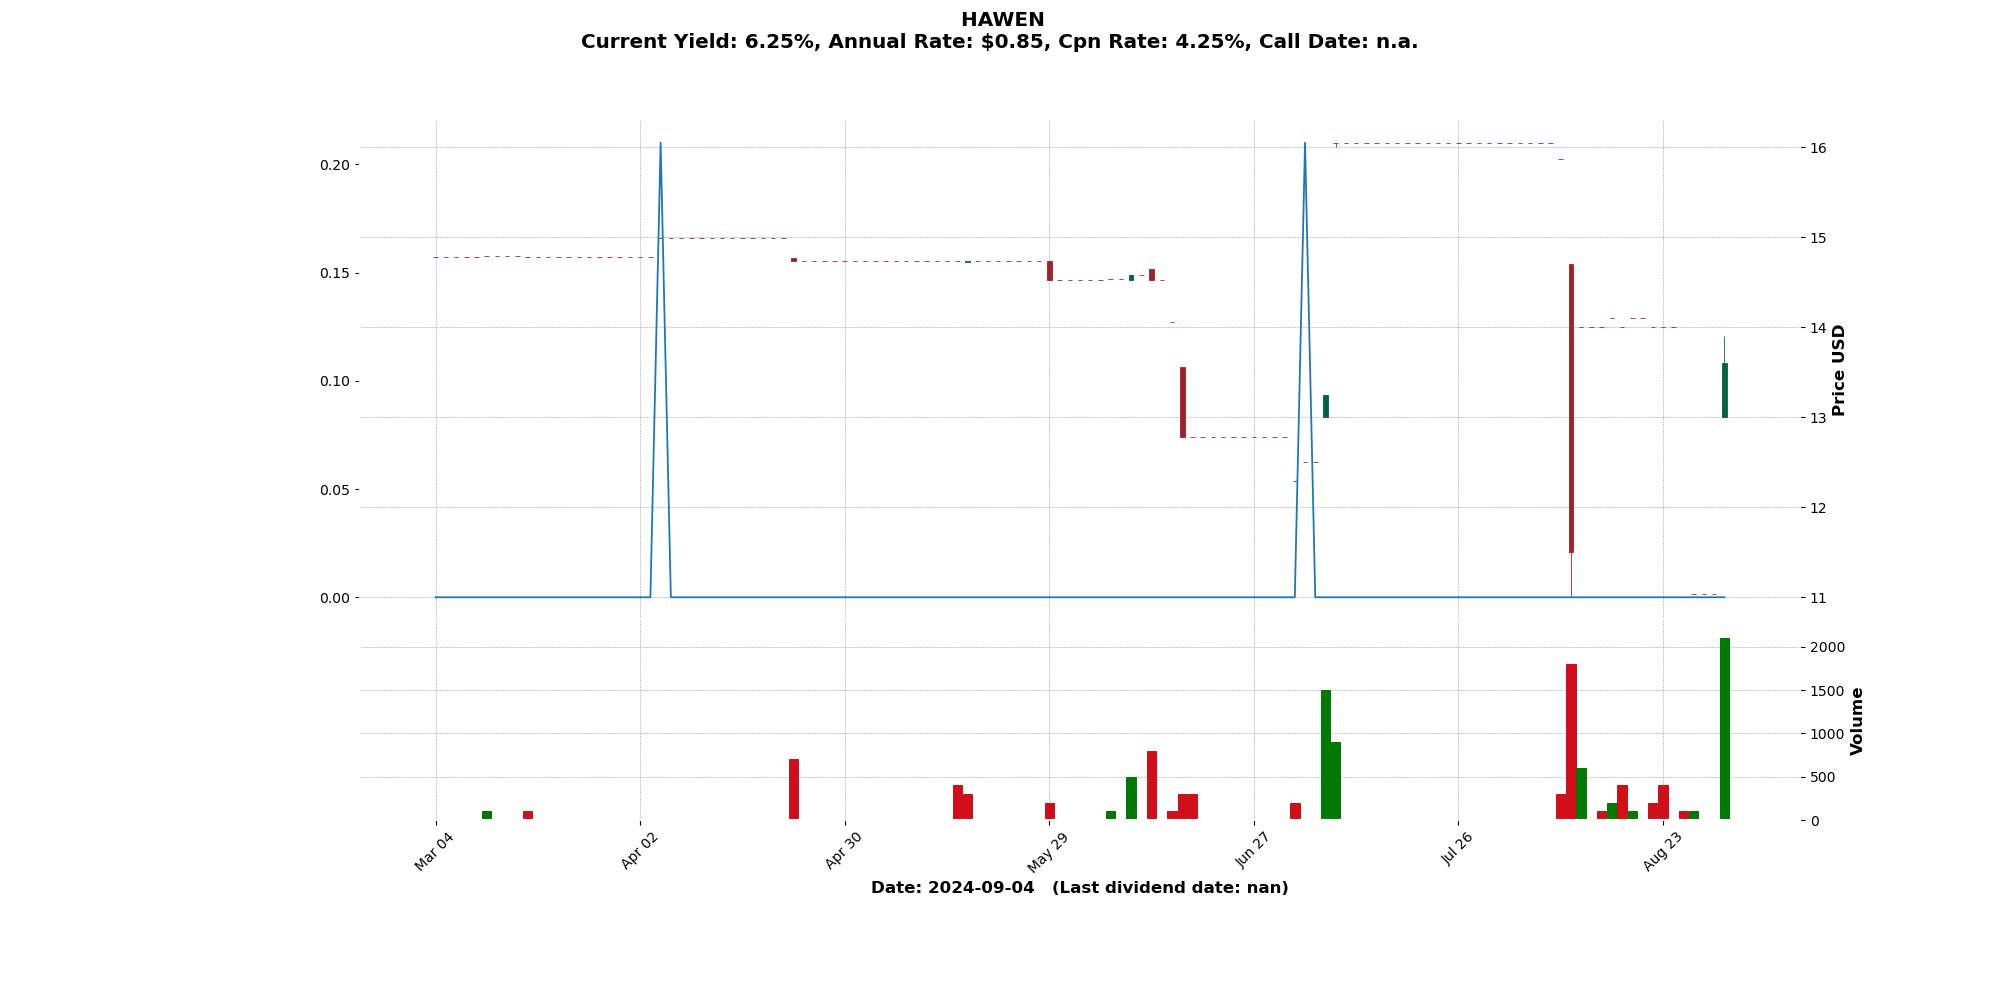 HAWEN
Current Yield: 6.25%, Annual Rate: $0.85, Cpn Rate: 4.25%, Call Date: n.a.
0.20
0.15
0.10
0.05
0.00
16
15
14
13
12
11
Price USD
2000
1500
1000
500
0
Volume
Mar 04
Apr 02
Apr 30
May 29
Jun 27
Jul 26
Aug 23
Date: 2024-09-04   (Last dividend date: nan)